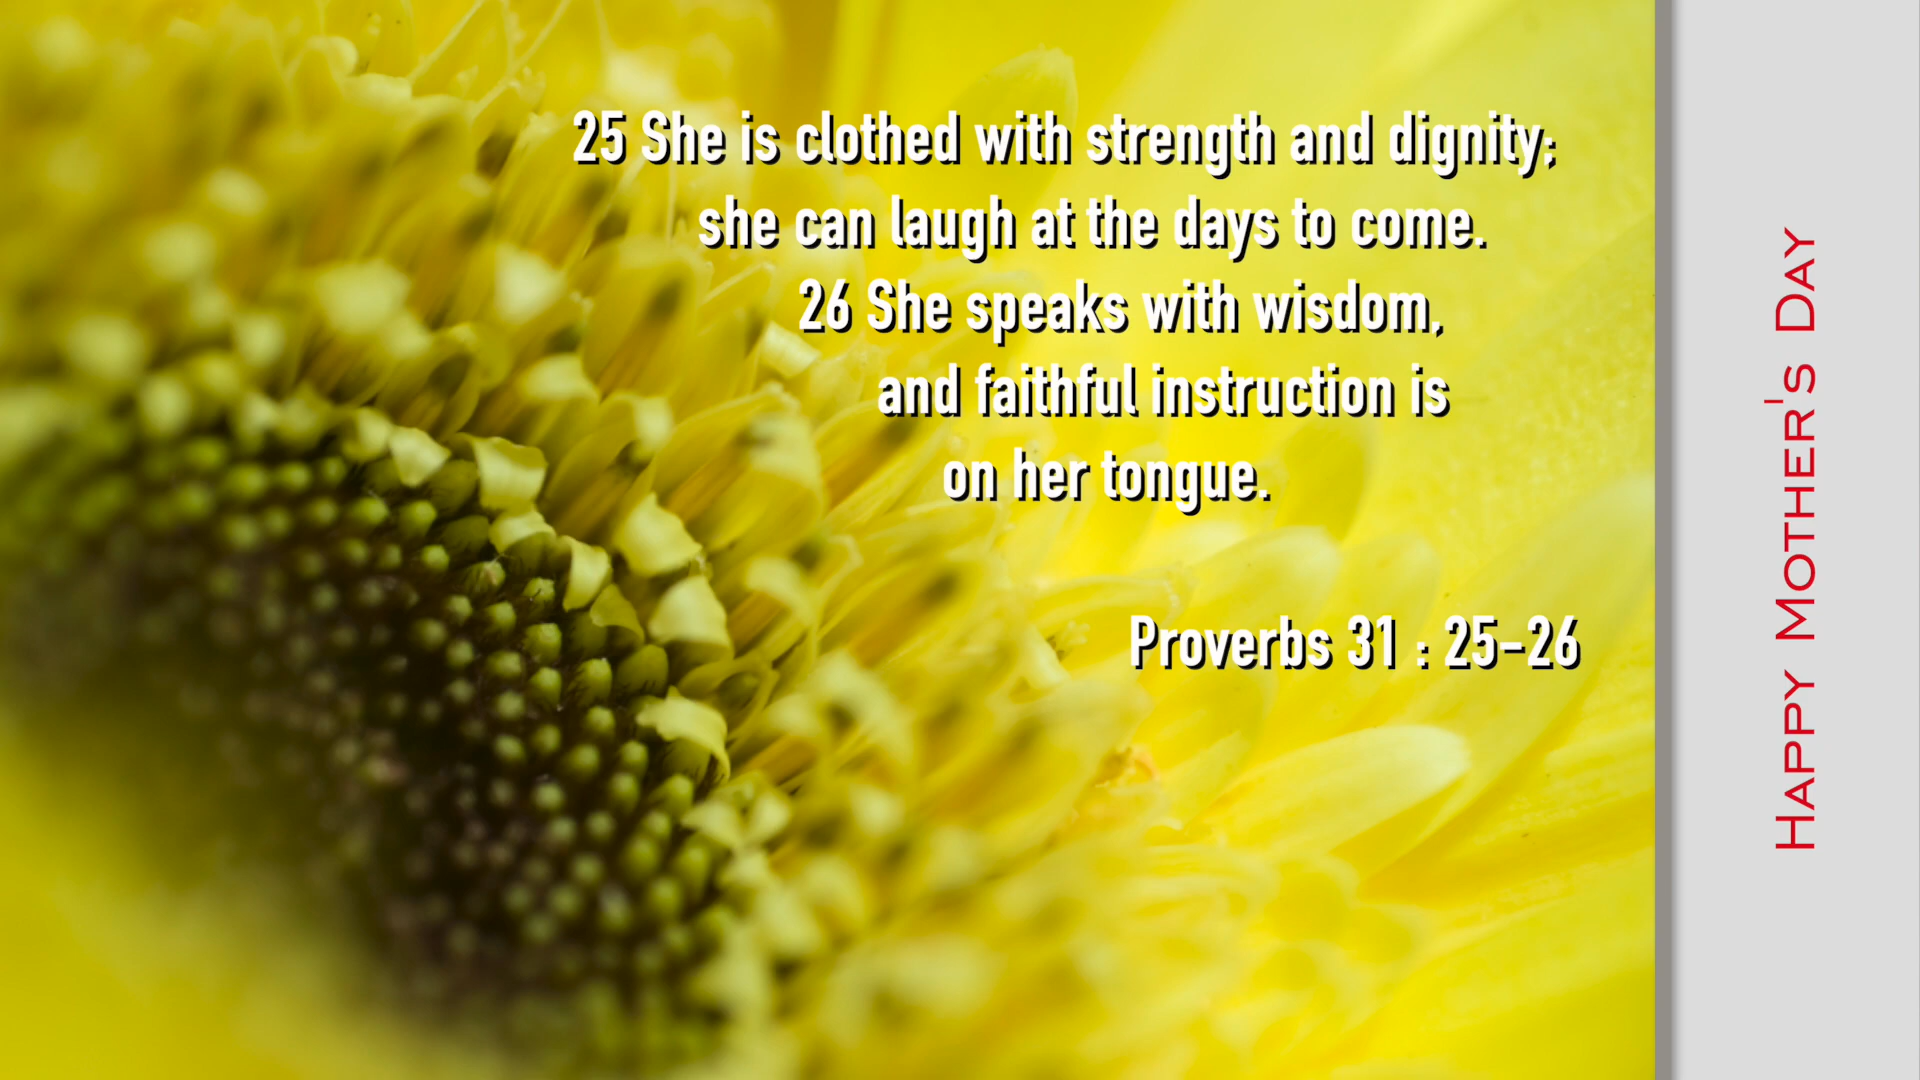 25 She is clothed with strength and dignity;
she can laugh at the days to come.
26 She speaks with wisdom,
and faithful instruction is
on her tongue.
Proverbs 31 : 25-26
Happy Mother's Day